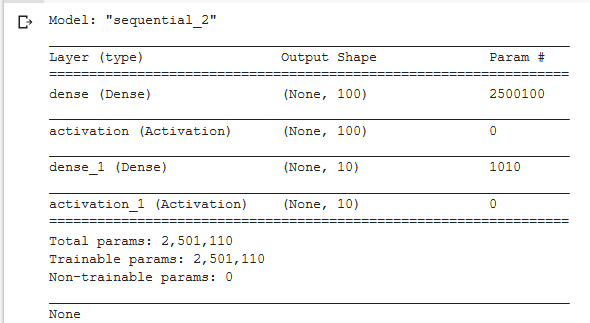 Model: "sequential_2"
Layer (type) Output Shape Param #
dense (Dense) (None, 100) 2500100
activation (Activation) (None, 100) 0
dense_1 (Dense) (None, 10) 1010
activation_1 (Activation) (None, 10) 0
Total params: 2,501,110
Trainable params: 2,501,110
Non-trainable params: 0
None